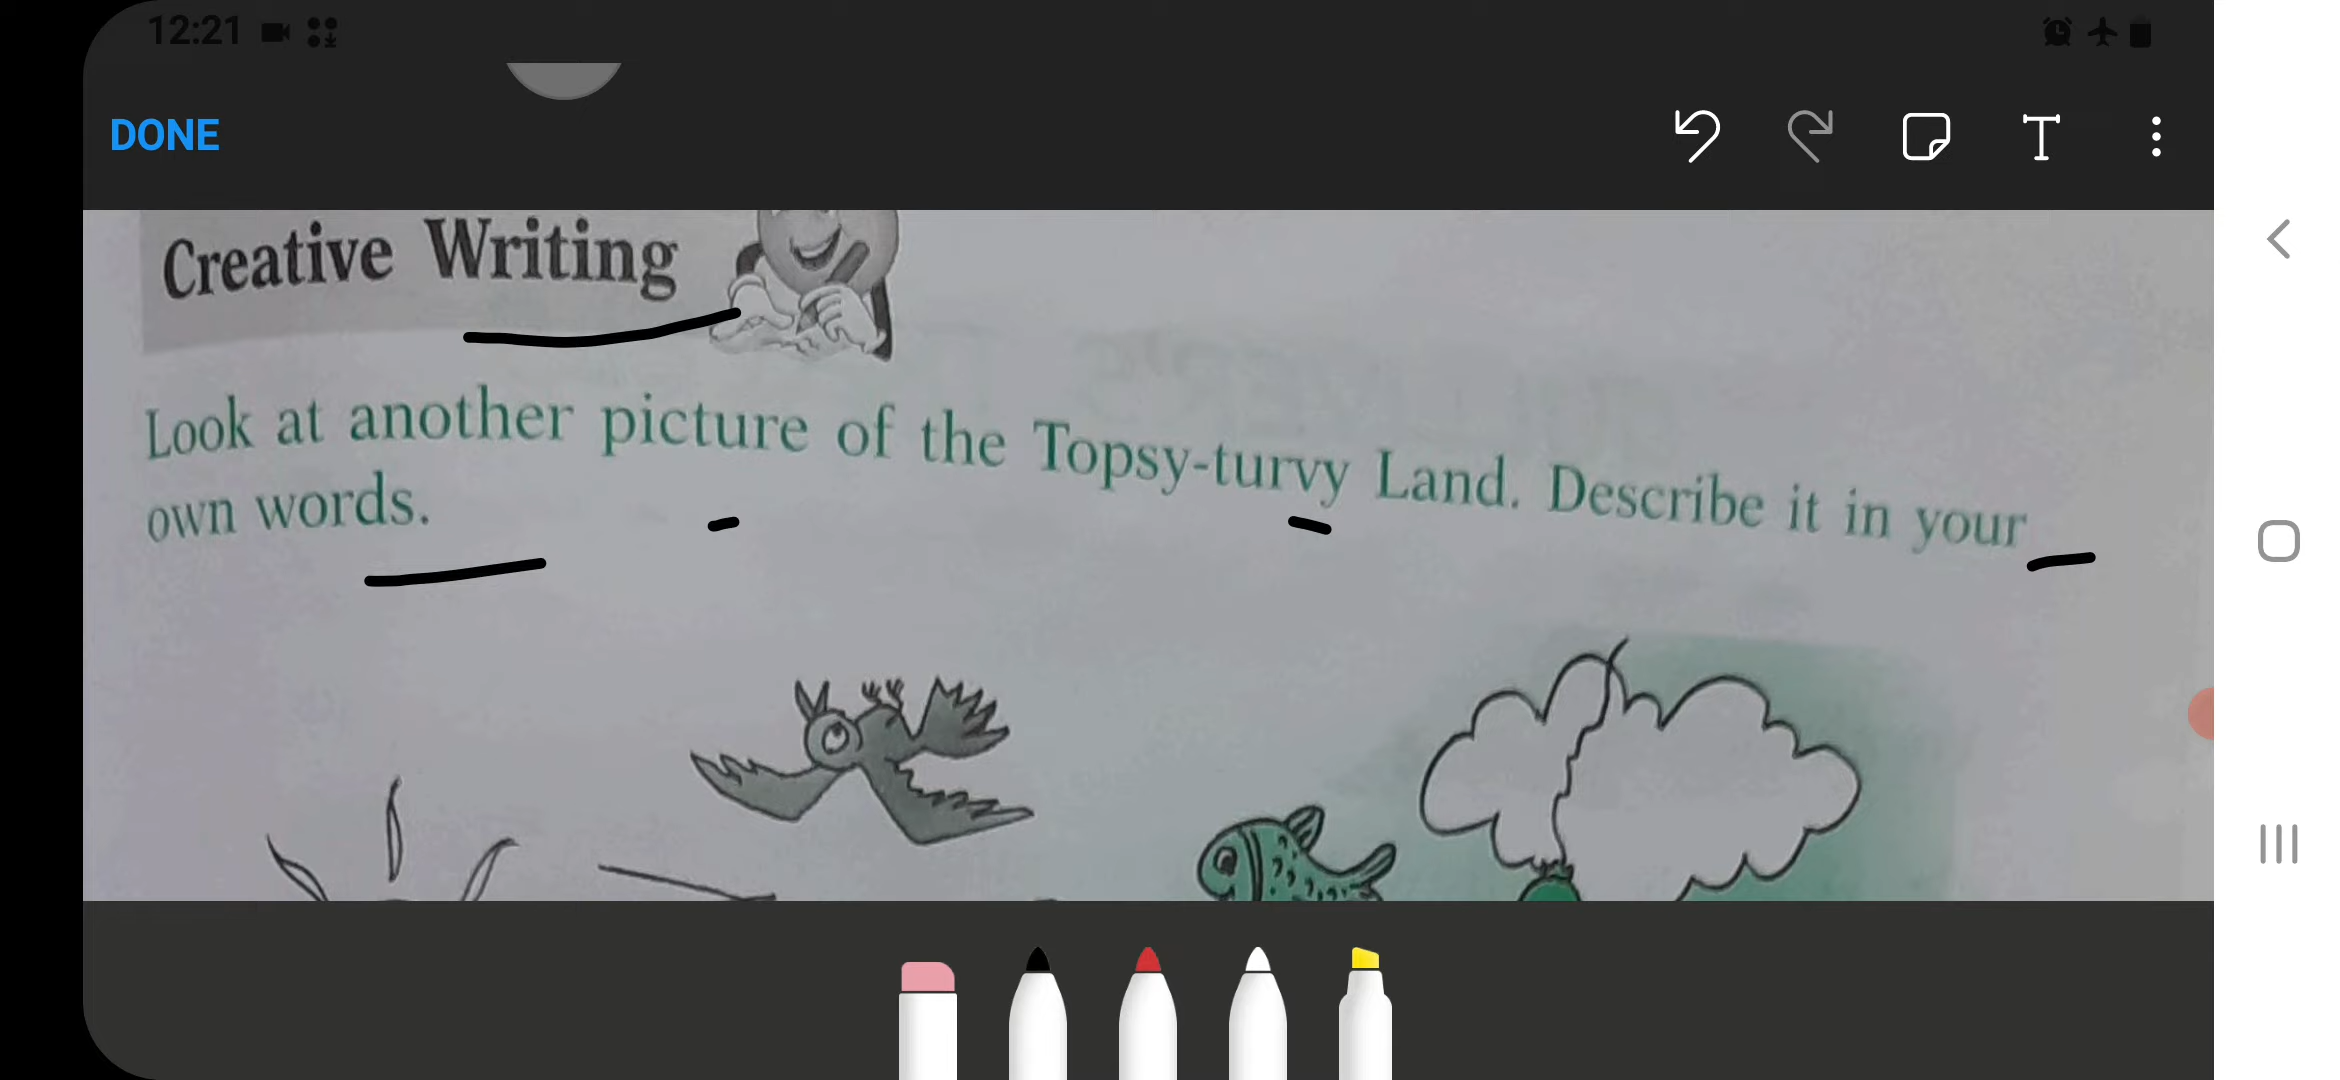 12:21
DONE
T
Creative Writing
Look at another picture of the Topsy-turvy Land. Describe it in your
own words.